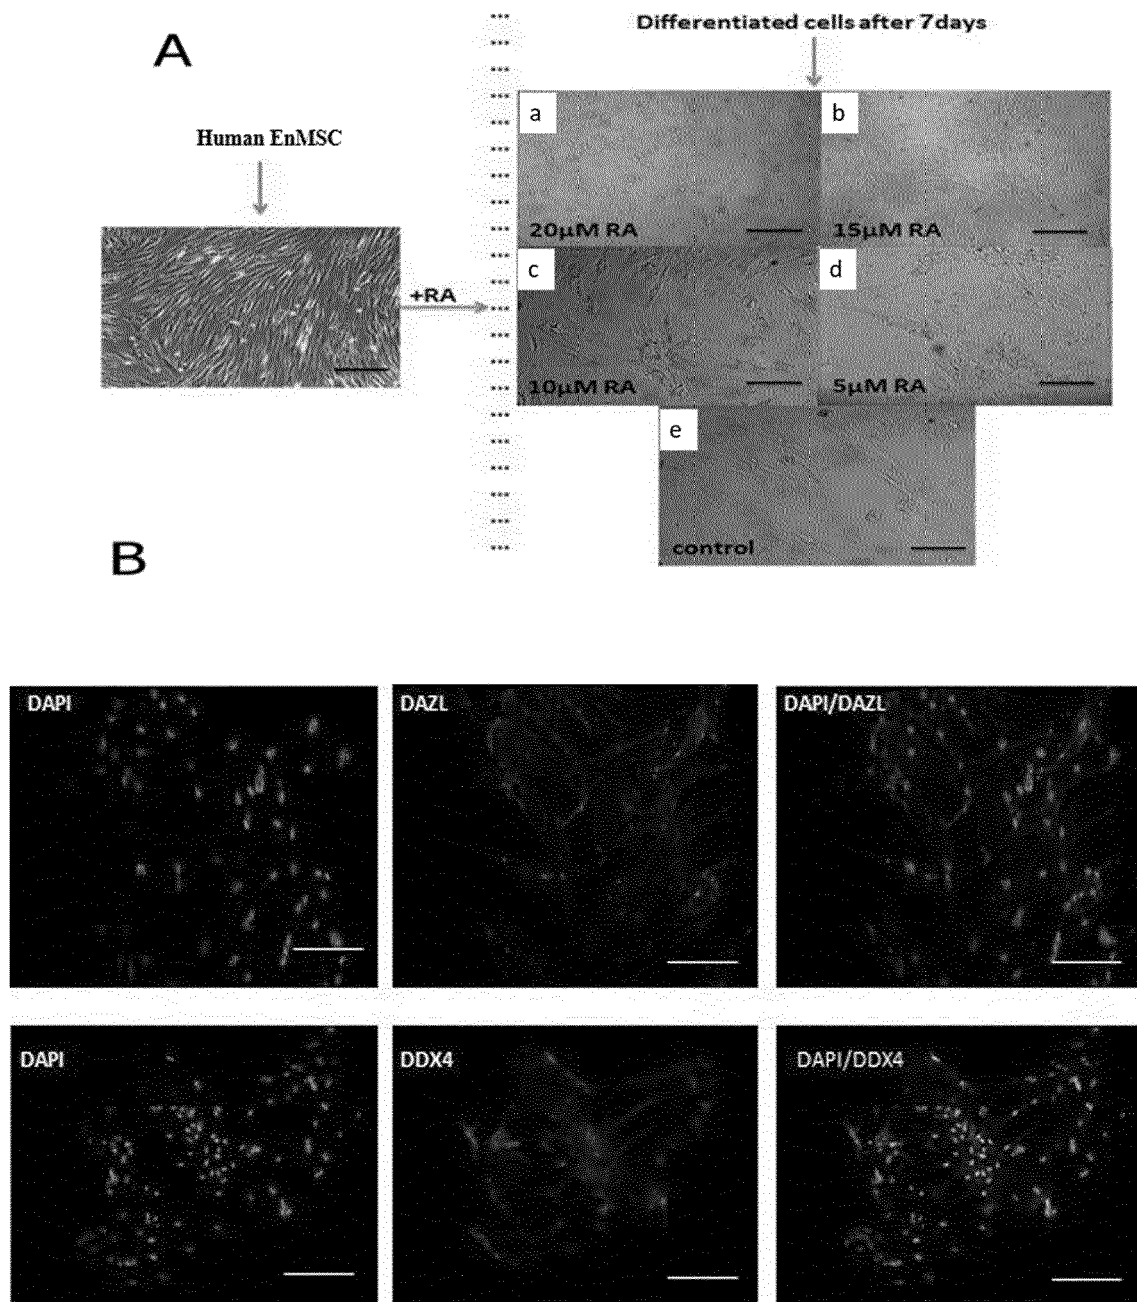 A
Human EnMSC
+RA
Differentiated cells after 7days
a
b
20µM RA
15µM RA
c
d
10µM RA
5µM RA
e
control
B
DAPI
DAZL
DAPI/DAZL
DAPI
DDX4
DAPI/DDX4